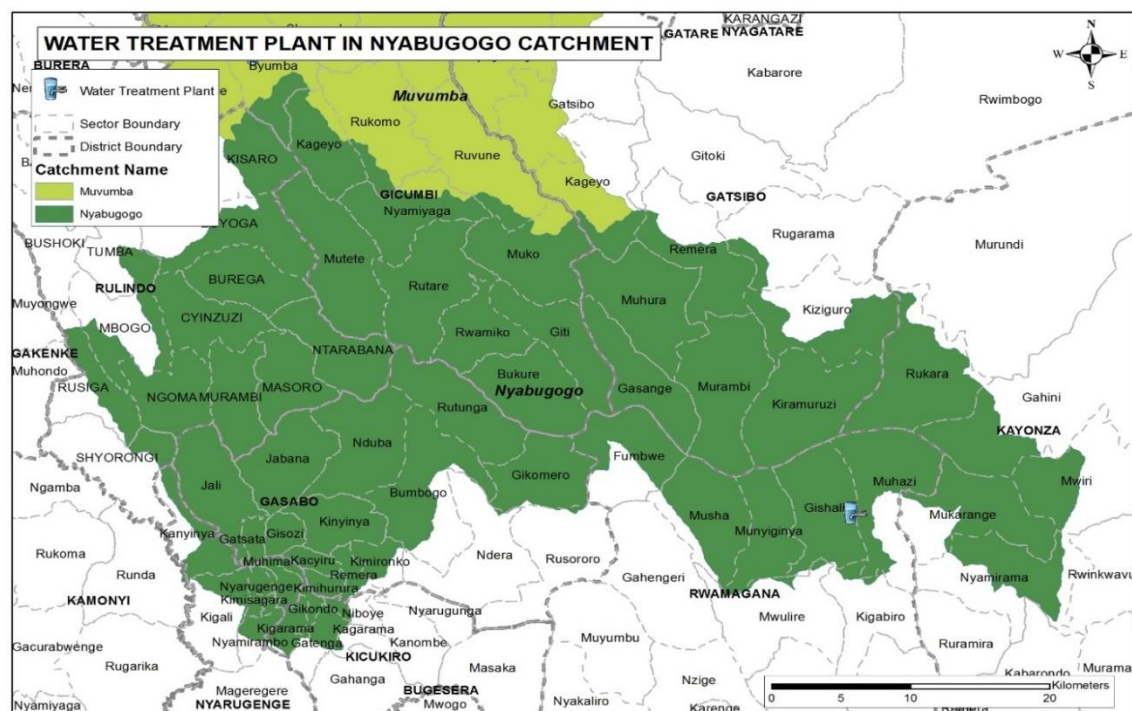 WATER TREATMENT PLANT IN NYABUGOGO CATCHMENT
KARANGAZI
GATARE NYAGATARE
BURERA
N
W E
S
Byumba
Kabarore
Water Treatment Plant
Muvumba
Gatsibo
Rwimbogo
Rukomo
Sector Boundary
Kageyo
Ruvune
Gitoki
District Boundary
KISARO
Catchment Name
Kageyo
Muvumba
GICUMBI
GATSIBO
Nyamiyaga
Nyabugogo
Rugarama
BUSHOKI
TUMBA
Mutete
Muko
Remera
Murundi
BUREGA
RULINDO
Rutare
Muhura
Muyongwe
Kiziguro
CYINZUZI
MBOGO
Rwamiko
Giti
GAKENKE
NTARABANA
Muhondo
Bukure
Rukara
RUSIGA
MASORO
Nyabugogo
Gasange
Murambi
NGOMA
MURAMBI
Kiramuruzi
Gahini
Rutunga
KAYONZA
Nduba
SHYORONGI
Jabana
Fumbwe
Gikomero
Ngamba
Jali
Muhazi
Mwiri
GASABO
Bumbogo
Musha
Mukarange
Kinyinya
Munyiginya
Kanyinya
Gatsata
Gisozi
Rukoma
Muhima
Kacyiru
Kimironko
Ndera
Rusororo
Runda
Remera
Gahengeri
Nyamirama
Rwinkwavu
Nyarugenge
Kimihurura
KAMONYI
Kimisagara
Gikondo
Niboye
Nyarugunga
RWAMAGANA
Kigali
Mwulire
Kigabiro
Kigarama
Kagarama
Gacurabwenge
Nyamirambo
Gatenga
Kanombe
Muyumbu
Ruramira
Rugarika
KICUKIRO
Masaka
Kabarondo
Murama
Gahanga
Nzige
Mageregere
BUGESERA
Kilometers
Nyamiyaga
NYARUGENGE
Mwogo
Nyakaliro
Karenge
0 5 10 20